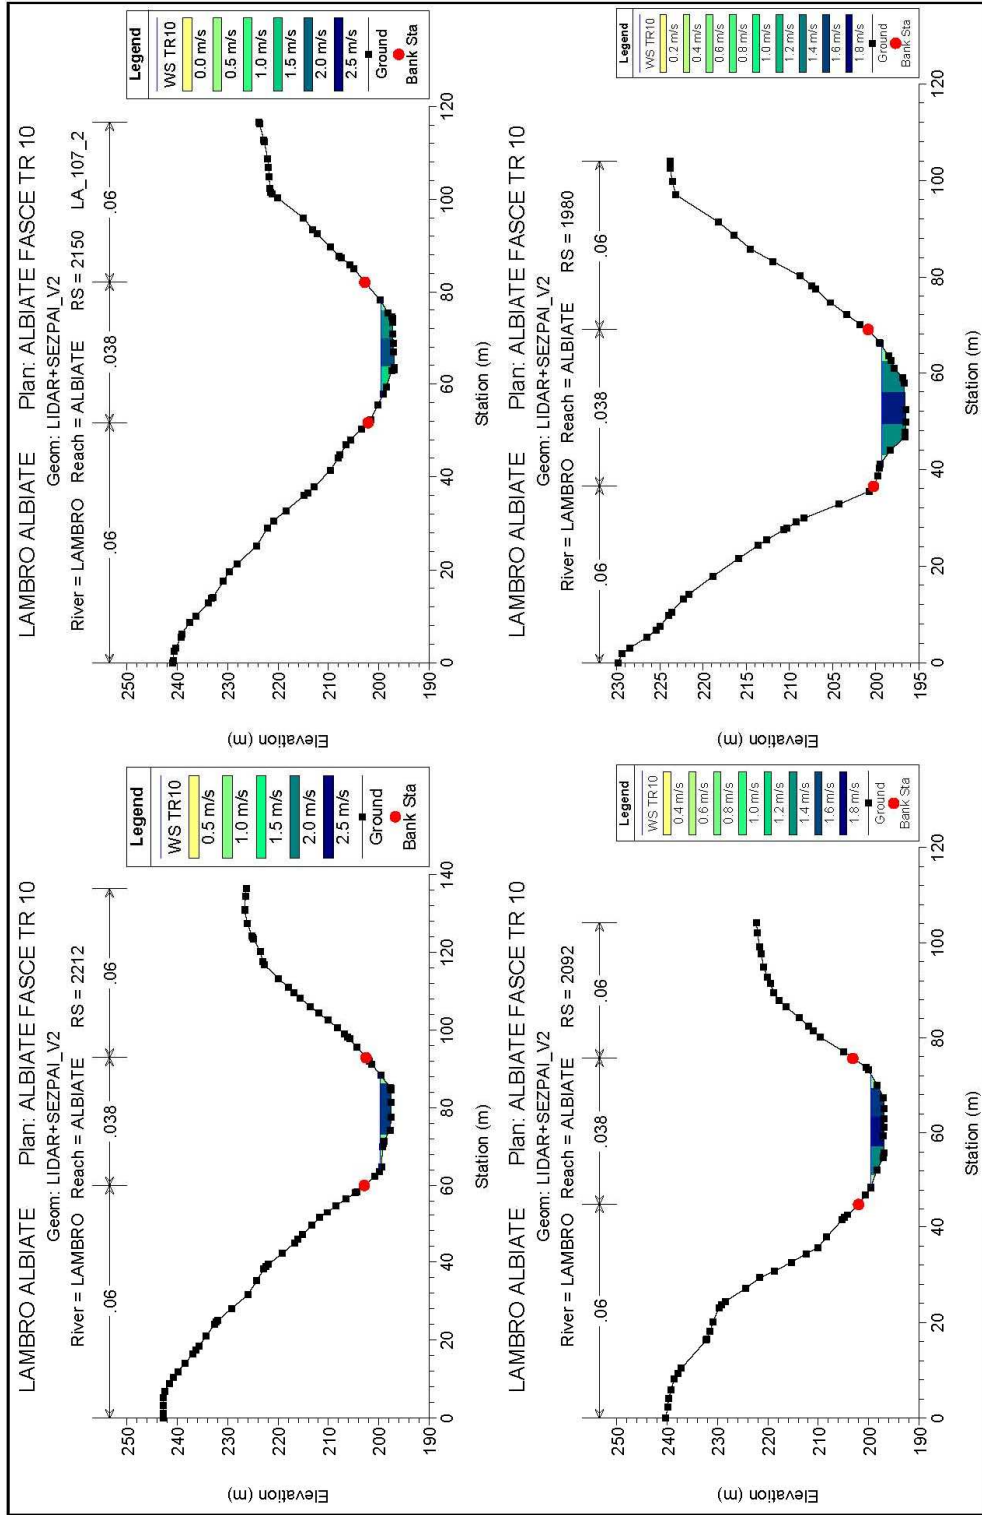 LAMBRO ALBIATE Plan: ALBIATE FASCE TR 10
Geom: LIDAR+SEZPAI_V2
River = LAMBRO Reach = ALBIATE RS = 2212
.06
.038
.06
Legend
WS TR10
0.5 m/s
1.0 m/s
1.5 m/s
2.0 m/s
2.5 m/s
Ground
Bank Sta
250
240
230
220
210
200
190
Elevation (m)
0
20
40
60
80
100
120
140
Station (m)
LAMBRO ALBIATE Plan: ALBIATE FASCE TR 10
Geom: LIDAR+SEZPAI_V2
River = LAMBRO Reach = ALBIATE RS = 2150 LA_107_2
.06
.038
.06
Legend
WS TR10
0.0 m/s
0.5 m/s
1.0 m/s
1.5 m/s
2.0 m/s
2.5 m/s
Ground
Bank Sta
250
240
230
220
210
200
190
Elevation (m)
0
20
40
60
80
100
120
Station (m)
LAMBRO ALBIATE Plan: ALBIATE FASCE TR 10
Geom: LIDAR+SEZPAI_V2
River = LAMBRO Reach = ALBIATE RS = 2092
.06
.038
.06
Legend
WS TR10
0.4 m/s
0.6 m/s
0.8 m/s
1.0 m/s
1.2 m/s
1.4 m/s
1.6 m/s
1.8 m/s
Ground
Bank Sta
250
240
230
220
210
200
190
Elevation (m)
0
20
40
60
80
100
120
Station (m)
LAMBRO ALBIATE Plan: ALBIATE FASCE TR 10
Geom: LIDAR+SEZPAI_V2
River = LAMBRO Reach = ALBIATE RS = 1980
.06
.038
.06
Legend
WS TR10
0.2 m/s
0.4 m/s
0.6 m/s
0.8 m/s
1.0 m/s
1.2 m/s
1.4 m/s
1.6 m/s
1.8 m/s
Ground
Bank Sta
230
225
220
215
210
205
200
195
Elevation (m)
0
20
40
60
80
100
120
Station (m)